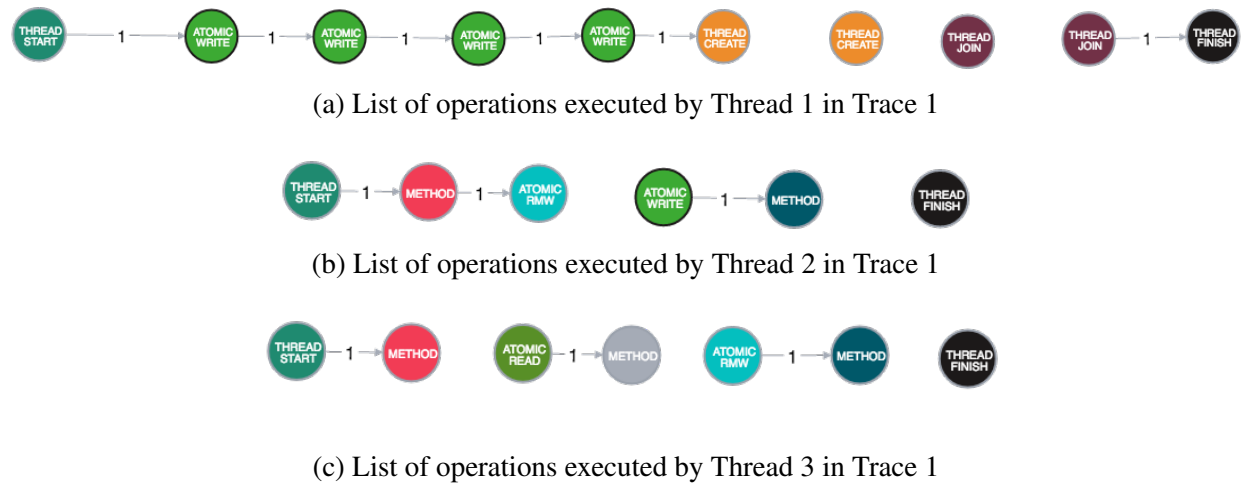 THREAD START 1 ATOMIC WRITE 1 ATOMIC WRITE 1 ATOMIC WRITE 1 ATOMIC WRITE 1 THREAD CREATE THREAD CREATE THREAD JOIN THREAD JOIN 1 THREAD FINISH
(a) List of operations executed by Thread 1 in Trace 1
THREAD START 1 METHOD 1 ATOMIC RMW ATOMIC WRITE 1 METHOD THREAD FINISH
(b) List of operations executed by Thread 2 in Trace 1
THREAD START 1 METHOD ATOMIC READ 1 METHOD ATOMIC RMW 1 METHOD THREAD FINISH
(c) List of operations executed by Thread 3 in Trace 1